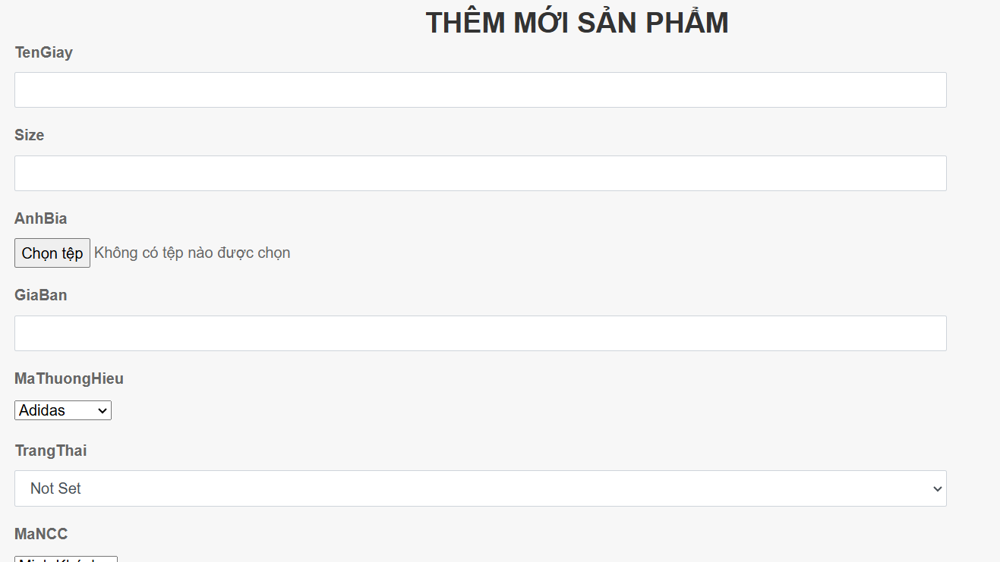 THÊM MỚI SẢN PHẨM
TenGiay
Size
AnhBia
Chọn tệp Không có tệp nào được chọn
GiaBan
MaThuongHieu
Adidas
TrangThai
Not Set
MaNCC